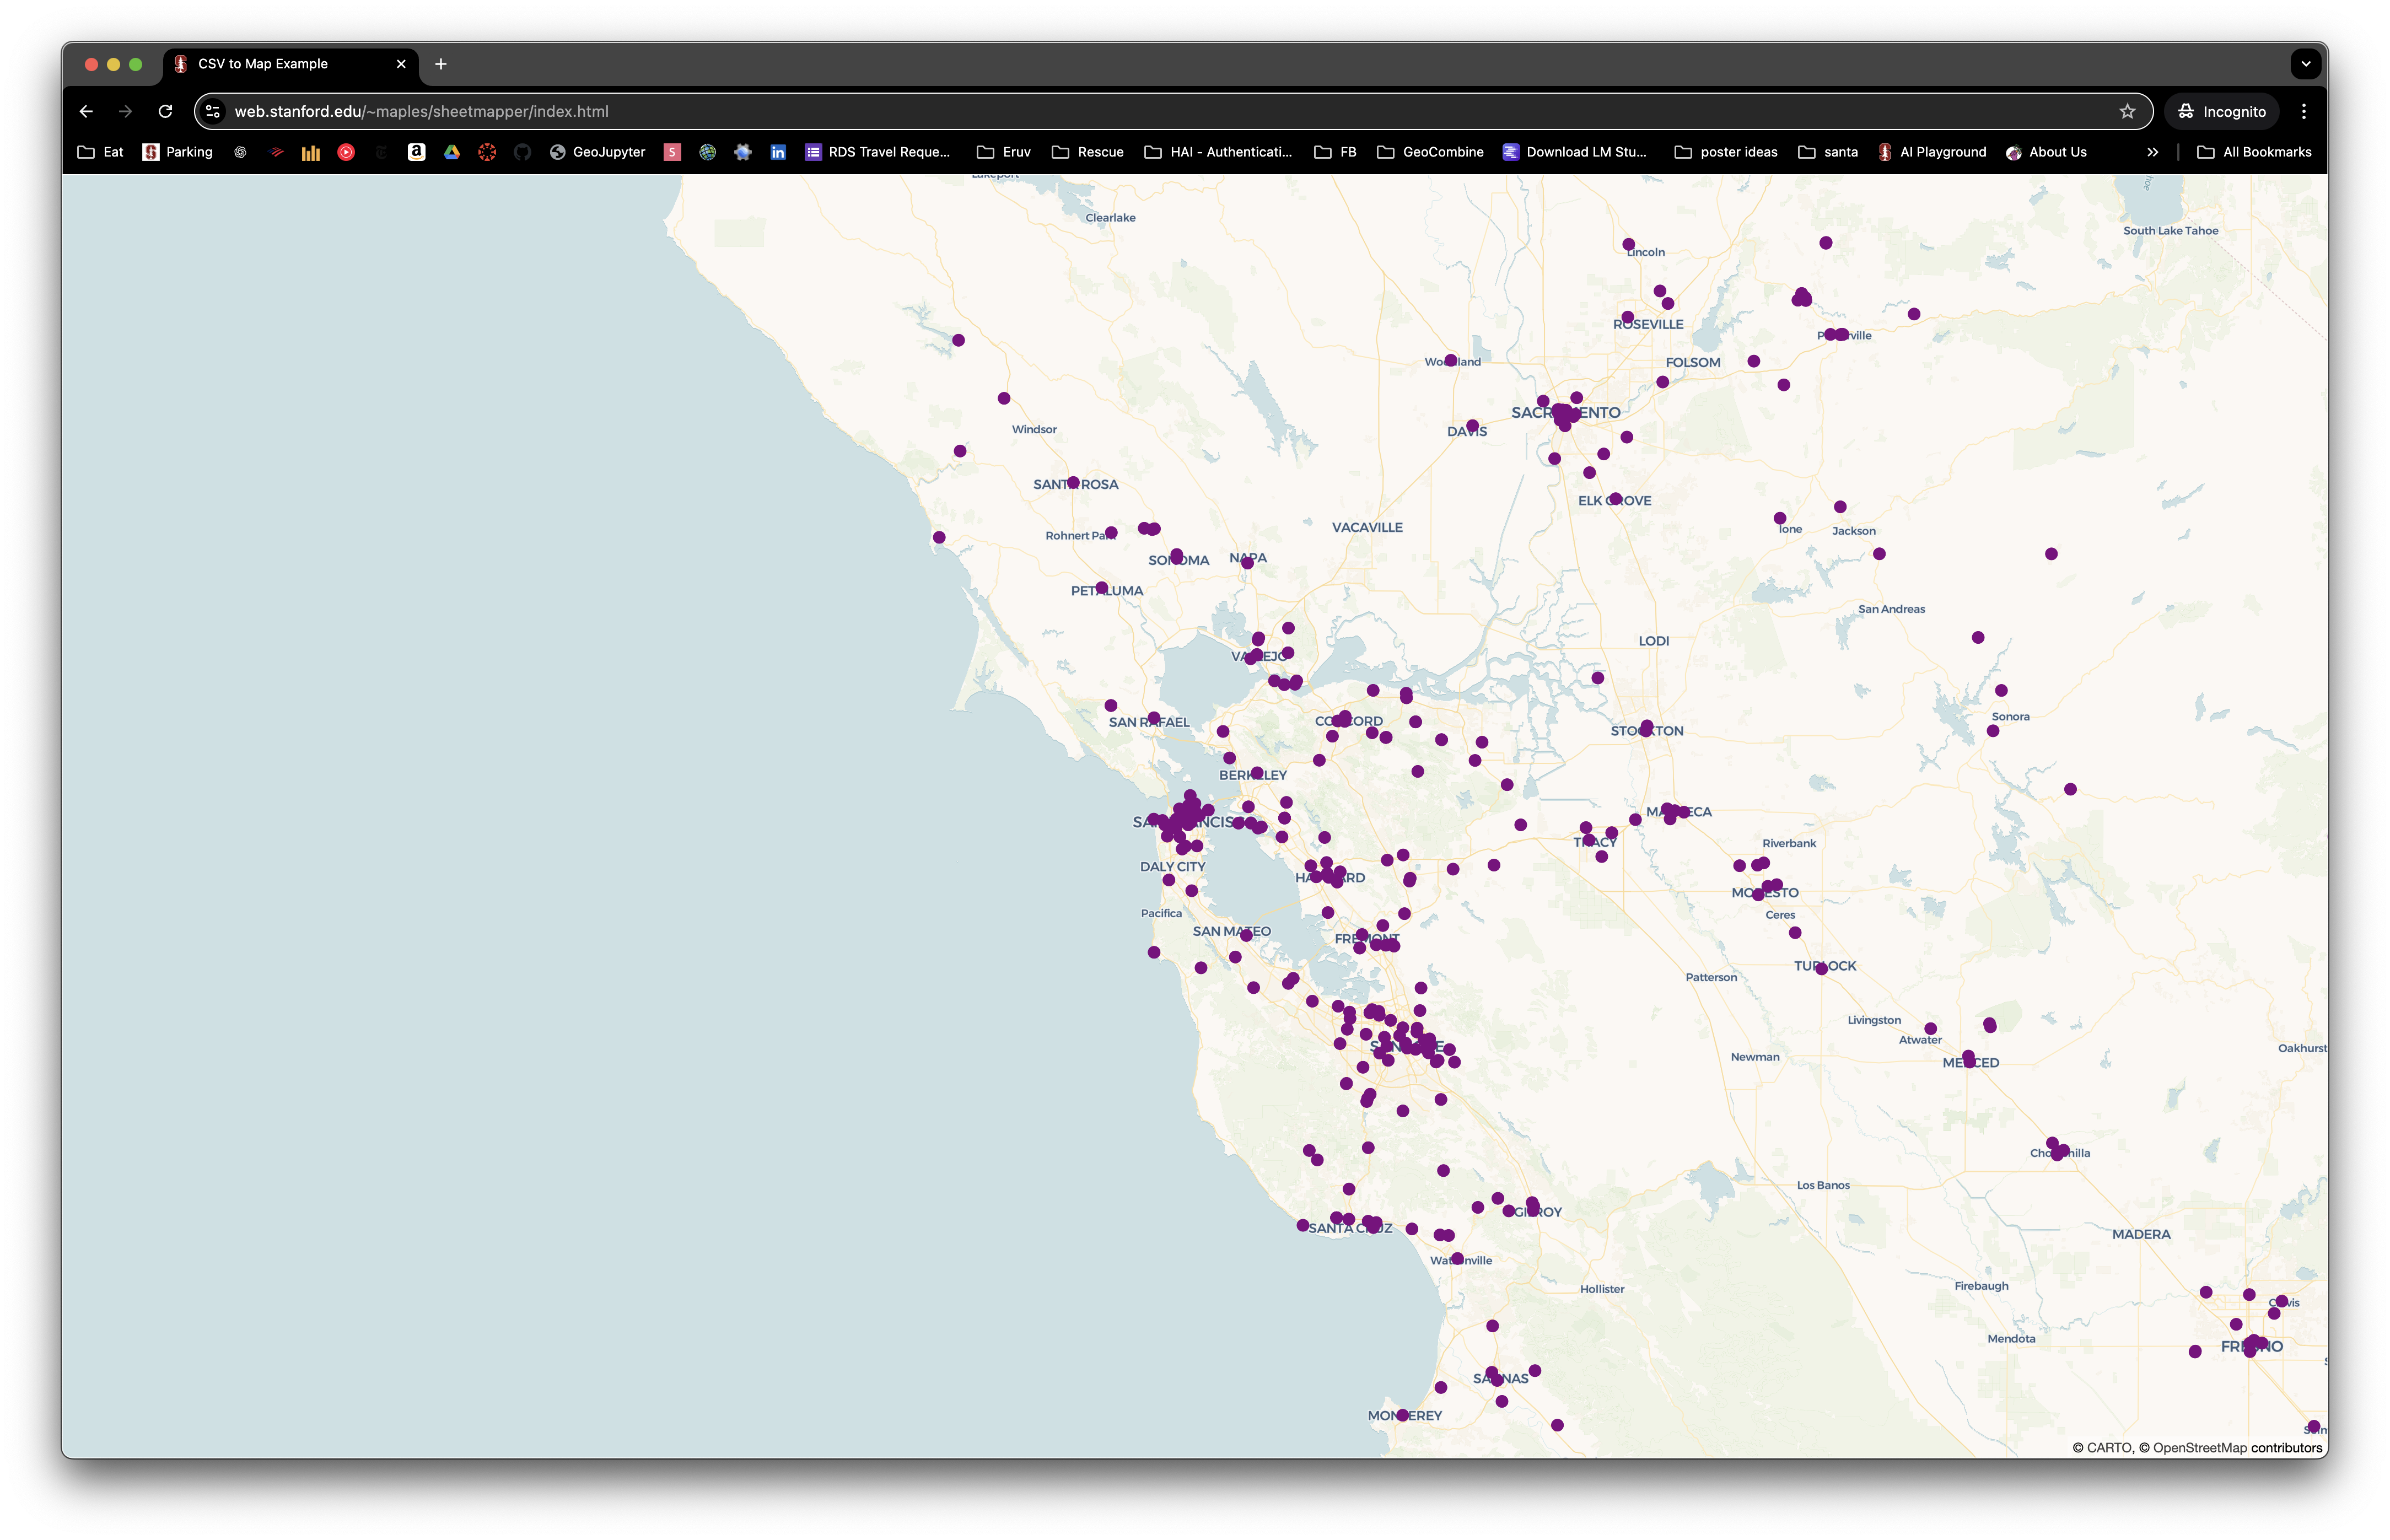 CSV to Map Example
web.stanford.edu/~maples/sheetmapper/index.html
Incognito
Eat
Parking
GeoJupyter
RDS Travel Reque...
Eruv
Rescue
HAI - Authenticati...
FB
GeoCombine
Download LM Stu...
poster ideas
santa
AI Playground
About Us
All Bookmarks
Lakeport
Clearlake
South Lake Tahoe
Lincoln
ROSEVILLE
Woodland
FOLSOM
SACRAMENTO
Windsor
DAVIS
SANTA ROSA
ELK GROVE
VACAVILLE
Ione
Jackson
Rohnert Park
SONOMA
NAPA
PETALUMA
San Andreas
LODI
VALLEJO
SAN RAFAEL
CONCORD
Sonora
STOCKTON
BERKELEY
MANTECA
SAN FRANCISCO
TRACY
Riverbank
DALY CITY
HAYWARD
MODESTO
Pacifica
Ceres
SAN MATEO
FREMONT
TURLOCK
Patterson
Livingston
Atwater
SAN JOSE
Oakhurst
Newman
MERCED
Chowchilla
Los Banos
GILROY
SANTA CRUZ
MADERA
Watsonville
Hollister
Firebaugh
Clovis
Mendota
FRESNO
SALINAS
MONTEREY
© CARTO, © OpenStreetMap contributors